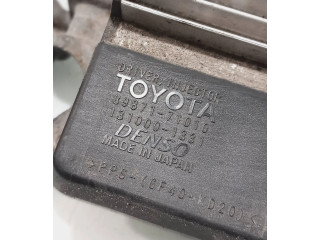 DRIVER-INJECTOR
TOYOTA
89871-71010
131000-1331
DENSO
MADE IN JAPAN